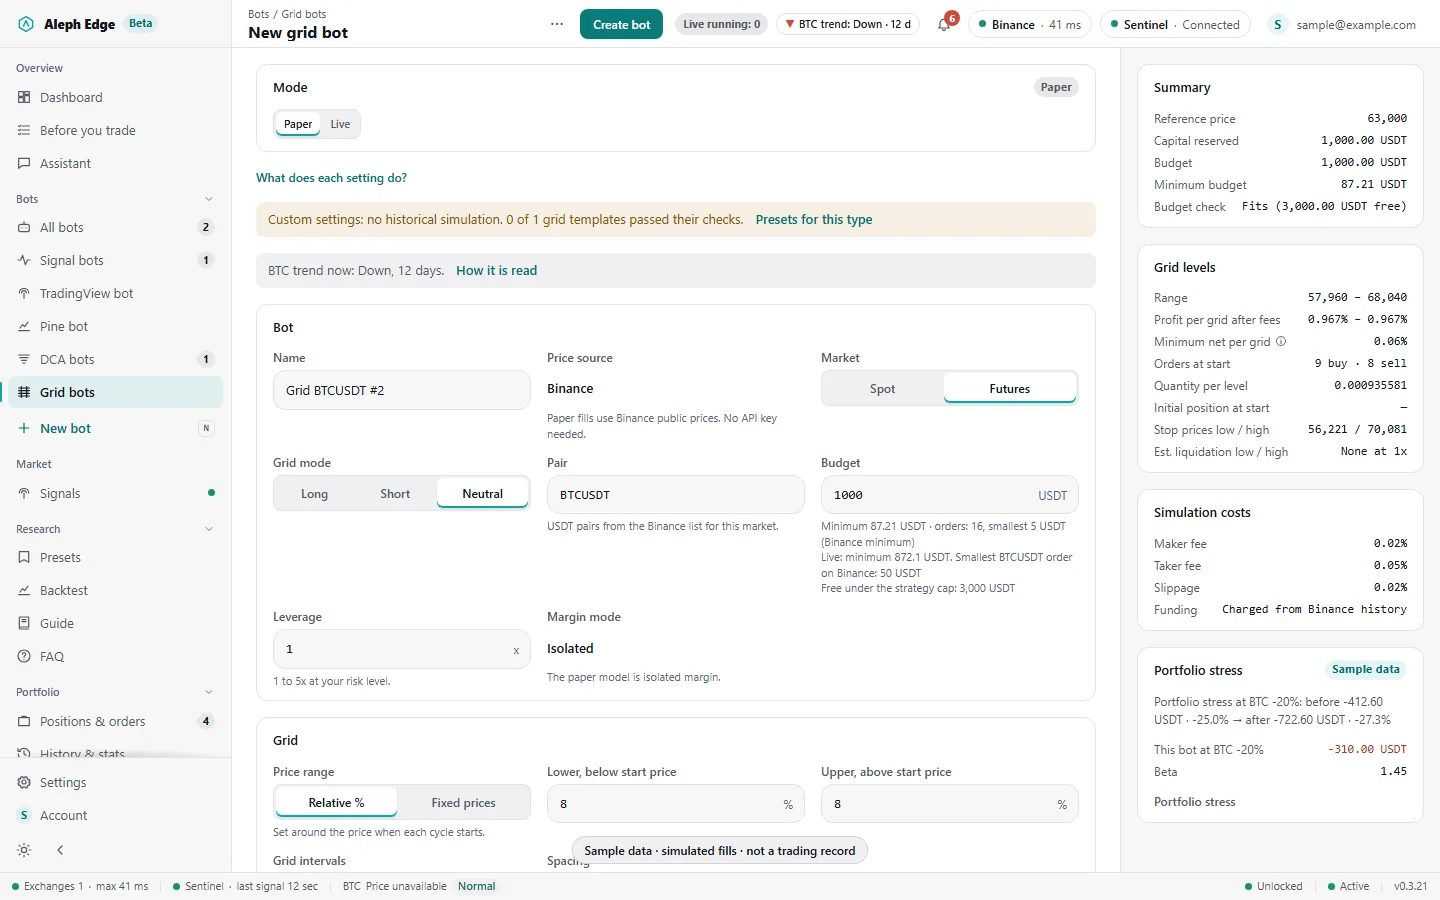 Aleph Edge Beta
Bots / Grid bots
New grid bot
Create bot
Live running: 0
BTC trend: Down · 12 d
6
Binance · 41 ms
Sentinel · Connected
S sample@example.com
Overview
Dashboard
Before you trade
Assistant
Bots
All bots 2
Signal bots 1
TradingView bot
Pine bot
DCA bots 1
Grid bots
New bot N
Market
Signals
Research
Presets
Backtest
Guide
FAQ
Portfolio
Positions & orders 4
History & stats
Settings
S Account
Mode Paper
Paper Live
What does each setting do?
Custom settings: no historical simulation. 0 of 1 grid templates passed their checks. Presets for this type
BTC trend now: Down, 12 days. How it is read
Bot
Name
Grid BTCUSDT #2
Price source
Binance
Paper fills use Binance public prices. No API key
needed.
Market
Spot Futures
Grid mode
Long Short Neutral
Pair
BTCUSDT
USDT pairs from the Binance list for this market.
Budget
1000 USDT
Minimum 87.21 USDT · orders: 16, smallest 5 USDT
(Binance minimum)
Live: minimum 872.1 USDT. Smallest BTCUSDT order
on Binance: 50 USDT
Free under the strategy cap: 3,000 USDT
Leverage
1 x
1 to 5x at your risk level.
Margin mode
Isolated
The paper model is isolated margin.
Grid
Price range
Relative % Fixed prices
Set around the price when each cycle starts.
Lower, below start price
8 %
Upper, above start price
8 %
Grid intervals
Spacing
Sample data · simulated fills · not a trading record
Summary
Reference price 63,000
Capital reserved 1,000.00 USDT
Budget 1,000.00 USDT
Minimum budget 87.21 USDT
Budget check Fits (3,000.00 USDT free)
Grid levels
Range 57,960 – 68,040
Profit per grid after fees 0.967% – 0.967%
Minimum net per grid 0.06%
Orders at start 9 buy · 8 sell
Quantity per level 0.000935581
Initial position at start –
Stop prices low / high 56,221 / 70,081
Est. liquidation low / high None at 1x
Simulation costs
Maker fee 0.02%
Taker fee 0.05%
Slippage 0.02%
Funding Charged from Binance history
Portfolio stress Sample data
Portfolio stress at BTC -20%: before -412.60
USDT · -25.0% → after -722.60 USDT · -27.3%
This bot at BTC -20% -310.00 USDT
Beta 1.45
Portfolio stress
Exchanges 1 · max 41 ms
Sentinel · last signal 12 sec
BTC Price unavailable Normal
Unlocked
Active
v0.3.21